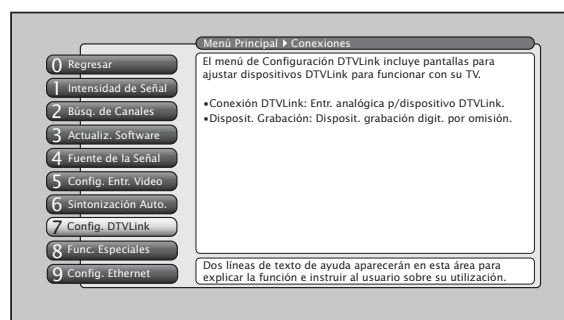 Menú Principal ▶ Conexiones
0 Regresar
1 Intensidad de Señal
2 Búsq. de Canales
3 Actualiz. Software
4 Fuente de la Señal
5 Config. Entr. Video
6 Sintonización Auto.
7 Config. DTVLink
8 Func. Especiales
9 Config. Ethernet
El menú de Configuración DTVLink incluye pantallas para
ajustar dispositivos DTVLink para funcionar con su TV.
▪Conexión DTVLink: Entr. analógica p/dispositivo DTVLink.
▪Disposit. Grabación: Disposit. grabación digit. por omisión.
Dos líneas de texto de ayuda aparecerán en esta área para
explicar la función e instruir al usuario sobre su utilización.